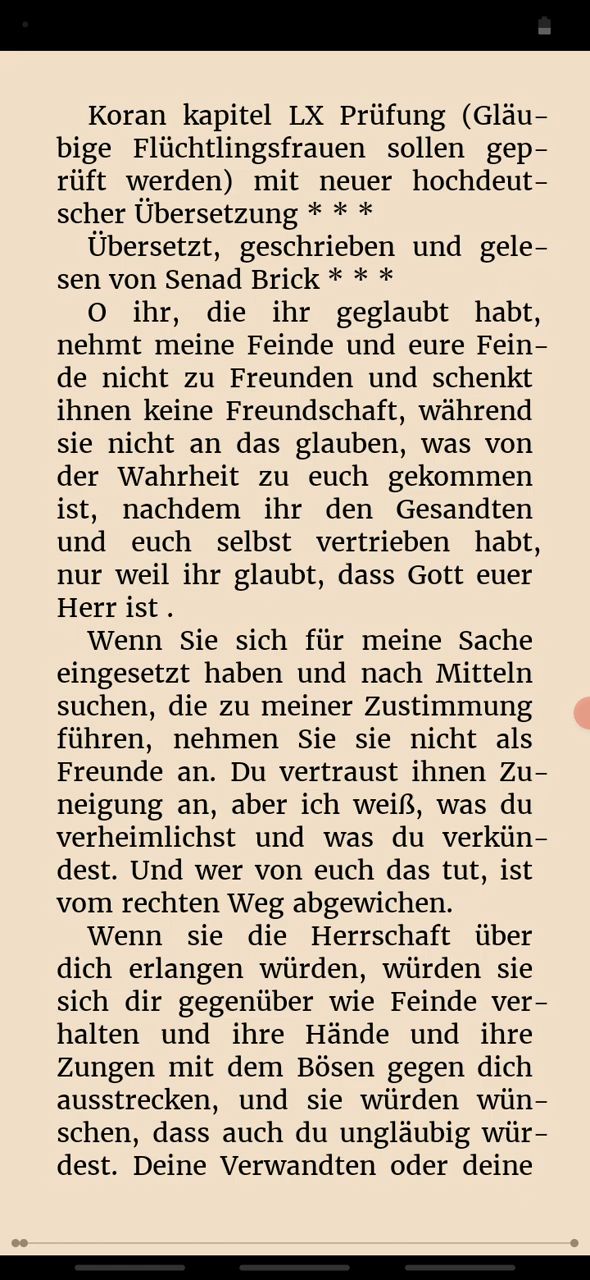 Koran kapitel LX Prüfung (Gläu-
bige Flüchtlingsfrauen sollen gep-
rüft werden) mit neuer hochdeut-
scher Übersetzung * * *
Übersetzt, geschrieben und gele-
sen von Senad Brick * * *
O ihr, die ihr geglaubt habt,
nehmt meine Feinde und eure Fein-
de nicht zu Freunden und schenkt
ihnen keine Freundschaft, während
sie nicht an das glauben, was von
der Wahrheit zu euch gekommen
ist, nachdem ihr den Gesandten
und euch selbst vertrieben habt,
nur weil ihr glaubt, dass Gott euer
Herr ist .
Wenn Sie sich für meine Sache
eingesetzt haben und nach Mitteln
suchen, die zu meiner Zustimmung
führen, nehmen Sie sie nicht als
Freunde an. Du vertraust ihnen Zu-
neigung an, aber ich weiß, was du
verheimlichst und was du verkün-
dest. Und wer von euch das tut, ist
vom rechten Weg abgewichen.
Wenn sie die Herrschaft über
dich erlangen würden, würden sie
sich dir gegenüber wie Feinde ver-
halten und ihre Hände und ihre
Zungen mit dem Bösen gegen dich
ausstrecken, und sie würden wün-
schen, dass auch du ungläubig wür-
dest. Deine Verwandten oder deine